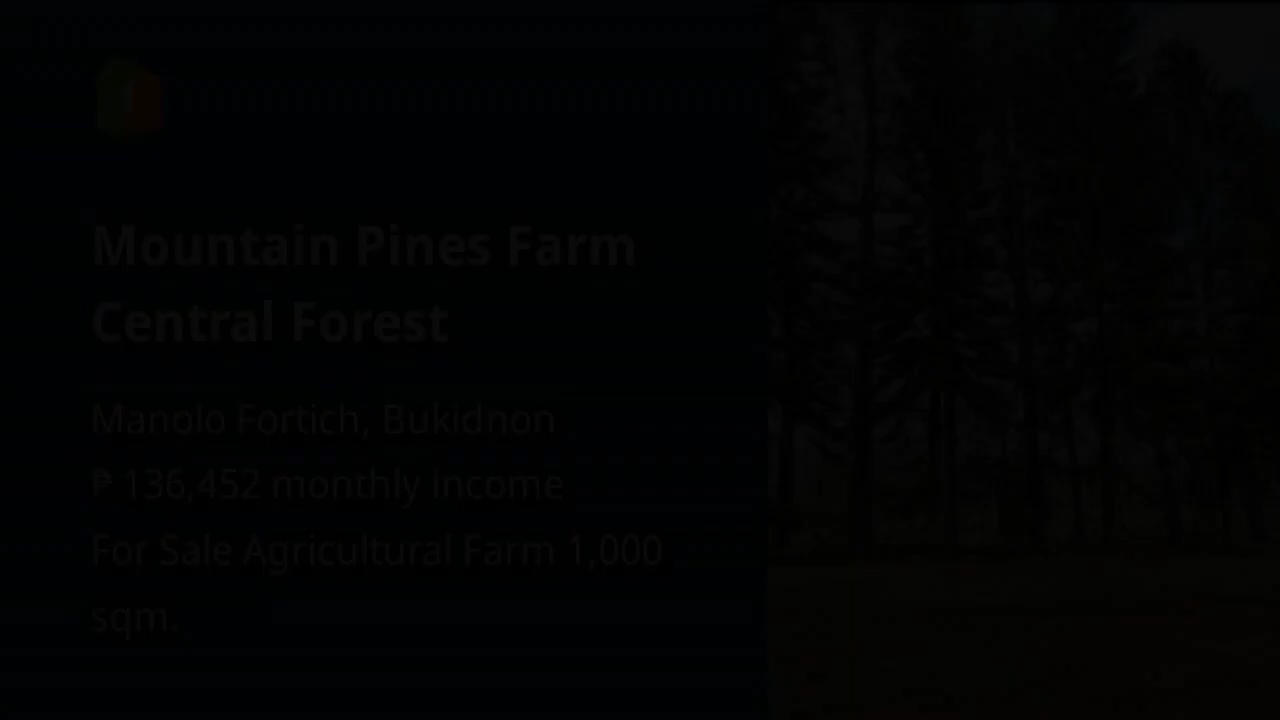 Mountain Pines Farm
Central Forest
Manolo Fortich, Bukidnon
₱ 136,452 monthly Income
For Sale Agricultural Farm 1,000
sqm.